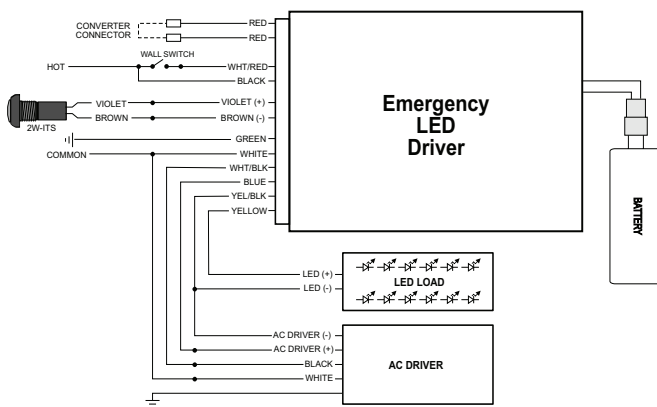 CONVERTER
CONNECTOR
RED
RED
HOT
WALL SWITCH
WHT/RED
BLACK
VIOLET
VIOLET (+)
BROWN
BROWN (-)
2W-ITS
GREEN
COMMON
WHITE
WHT/BLK
BLUE
YEL/BLK
YELLOW
Emergency
LED
Driver
BATTERY
LED (+)
LED (-)
LED LOAD
AC DRIVER (-)
AC DRIVER (+)
BLACK
WHITE
AC DRIVER